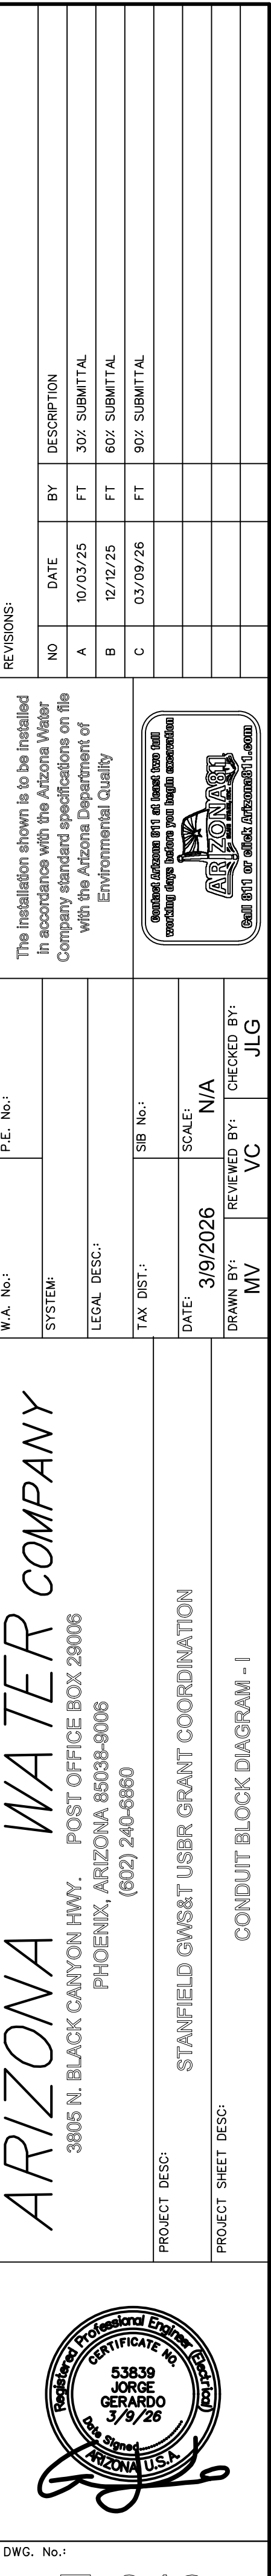 DWG. No.:
Registered Professional Engineer (Electrical)
CERTIFICATE NO.
53839
JORGE
GERARDO
3/9/26
Date Signed
ARIZONA U.S.A.
ARIZONA WATER COMPANY
3805 N. BLACK CANYON HWY. POST OFFICE BOX 29006
PHOENIX, ARIZONA 85038-9006
(602) 240-6860
PROJECT DESC:
STANFIELD GWS&T USBR GRANT COORDINATION
PROJECT SHEET DESC:
CONDUIT BLOCK DIAGRAM - I
W.A. No.:
P.E. No.:
SYSTEM:
LEGAL DESC.:
TAX DIST.:
SIB No.:
DATE:
3/9/2026
SCALE:
N/A
DRAWN BY:
MV
REVIEWED BY:
VC
CHECKED BY:
JLG
The installation shown is to be installed
in accordance with the Arizona Water
Company standard specifications on file
with the Arizona Department of
Environmental Quality
Contact Arizona 811 at least two full
working days before you begin excavation
ARIZONA811
Call 811 or click Arizona811.com
REVISIONS:
NO DATE BY DESCRIPTION
A 10/03/25 FT 30% SUBMITTAL
B 12/12/25 FT 60% SUBMITTAL
C 03/09/26 FT 90% SUBMITTAL